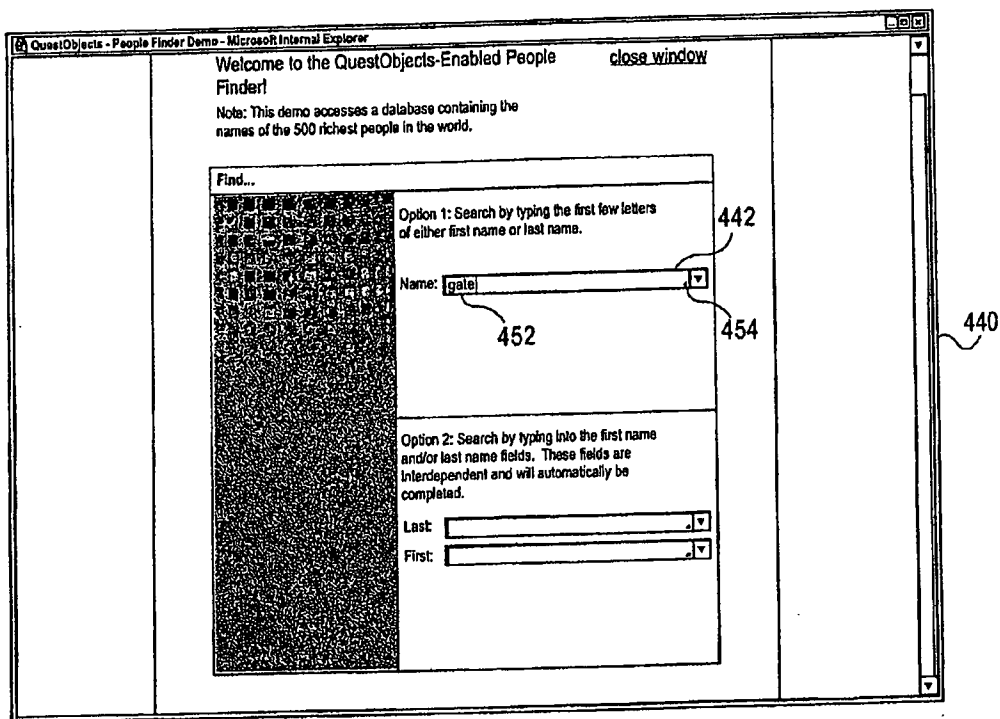 QuestObjects - People Finder Demo - Microsoft Internet Explorer
Welcome to the QuestObjects-Enabled People
Finder!
close window
Note: This demo accesses a database containing the
names of the 500 richest people in the world.
Find...
Option 1: Search by typing the first few letters
of either first name or last name.
442
Name: gate
452
454
440
Option 2: Search by typing into the first name
and/or last name fields. These fields are
interdependent and will automatically be
completed.
Last:
First: